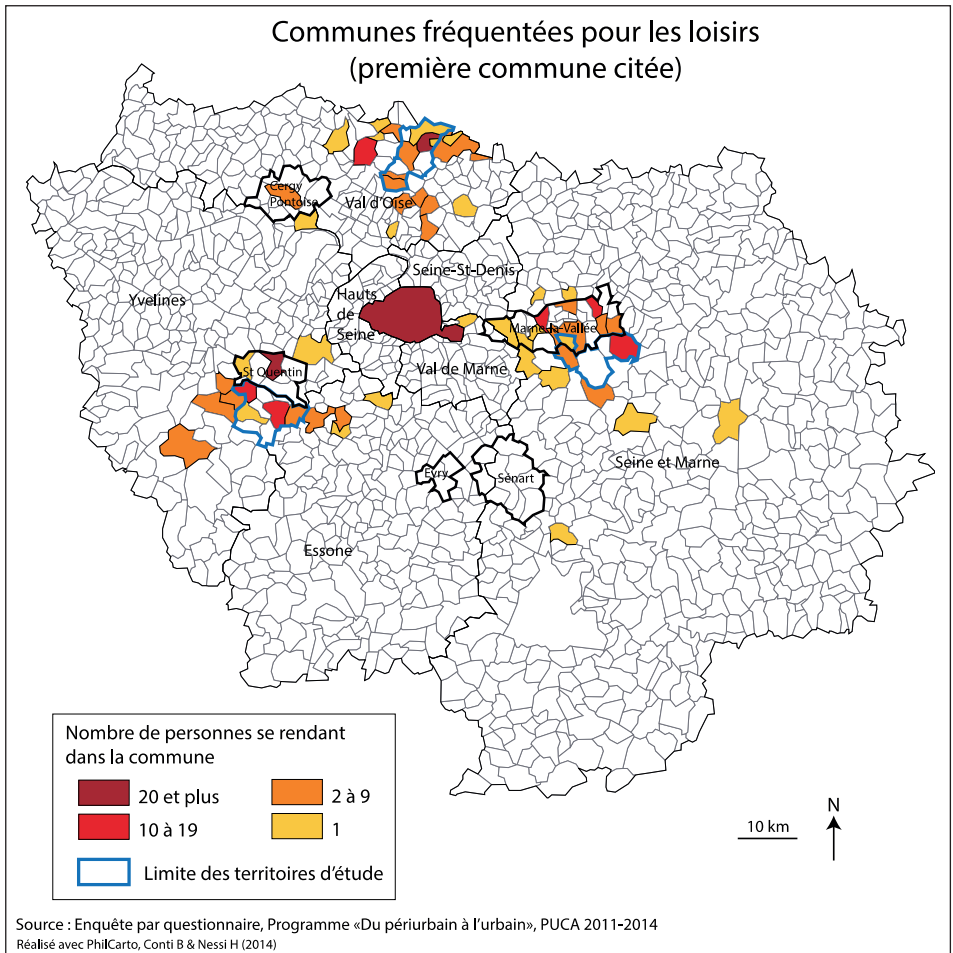 Communes fréquentées pour les loisirs
(première commune citée)
Cergy
Pontoise
Val d'Oise
Seine-St-Denis
Yvelines
Hauts
de
Seine
Marne-la-Vallée
St Quentin
Val de Marne
Seine et Marne
Evry
Sénart
Essone
Nombre de personnes se rendant
dans la commune
20 et plus
2 à 9
10 à 19
1
Limite des territoires d'étude
10 km
N
Source : Enquête par questionnaire, Programme «Du périurbain à l'urbain», PUCA 2011-2014
Réalisé avec PhilCarto, Conti B & Nessi H (2014)